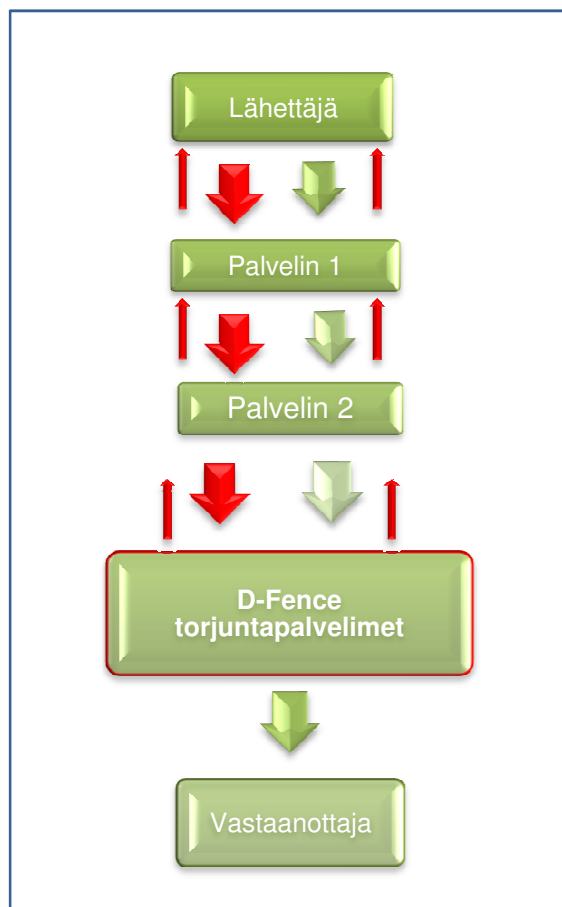 Lähettäjä
Palvelin 1
Palvelin 2
D-Fence
torjuntapalvelimet
Vastaanottaja